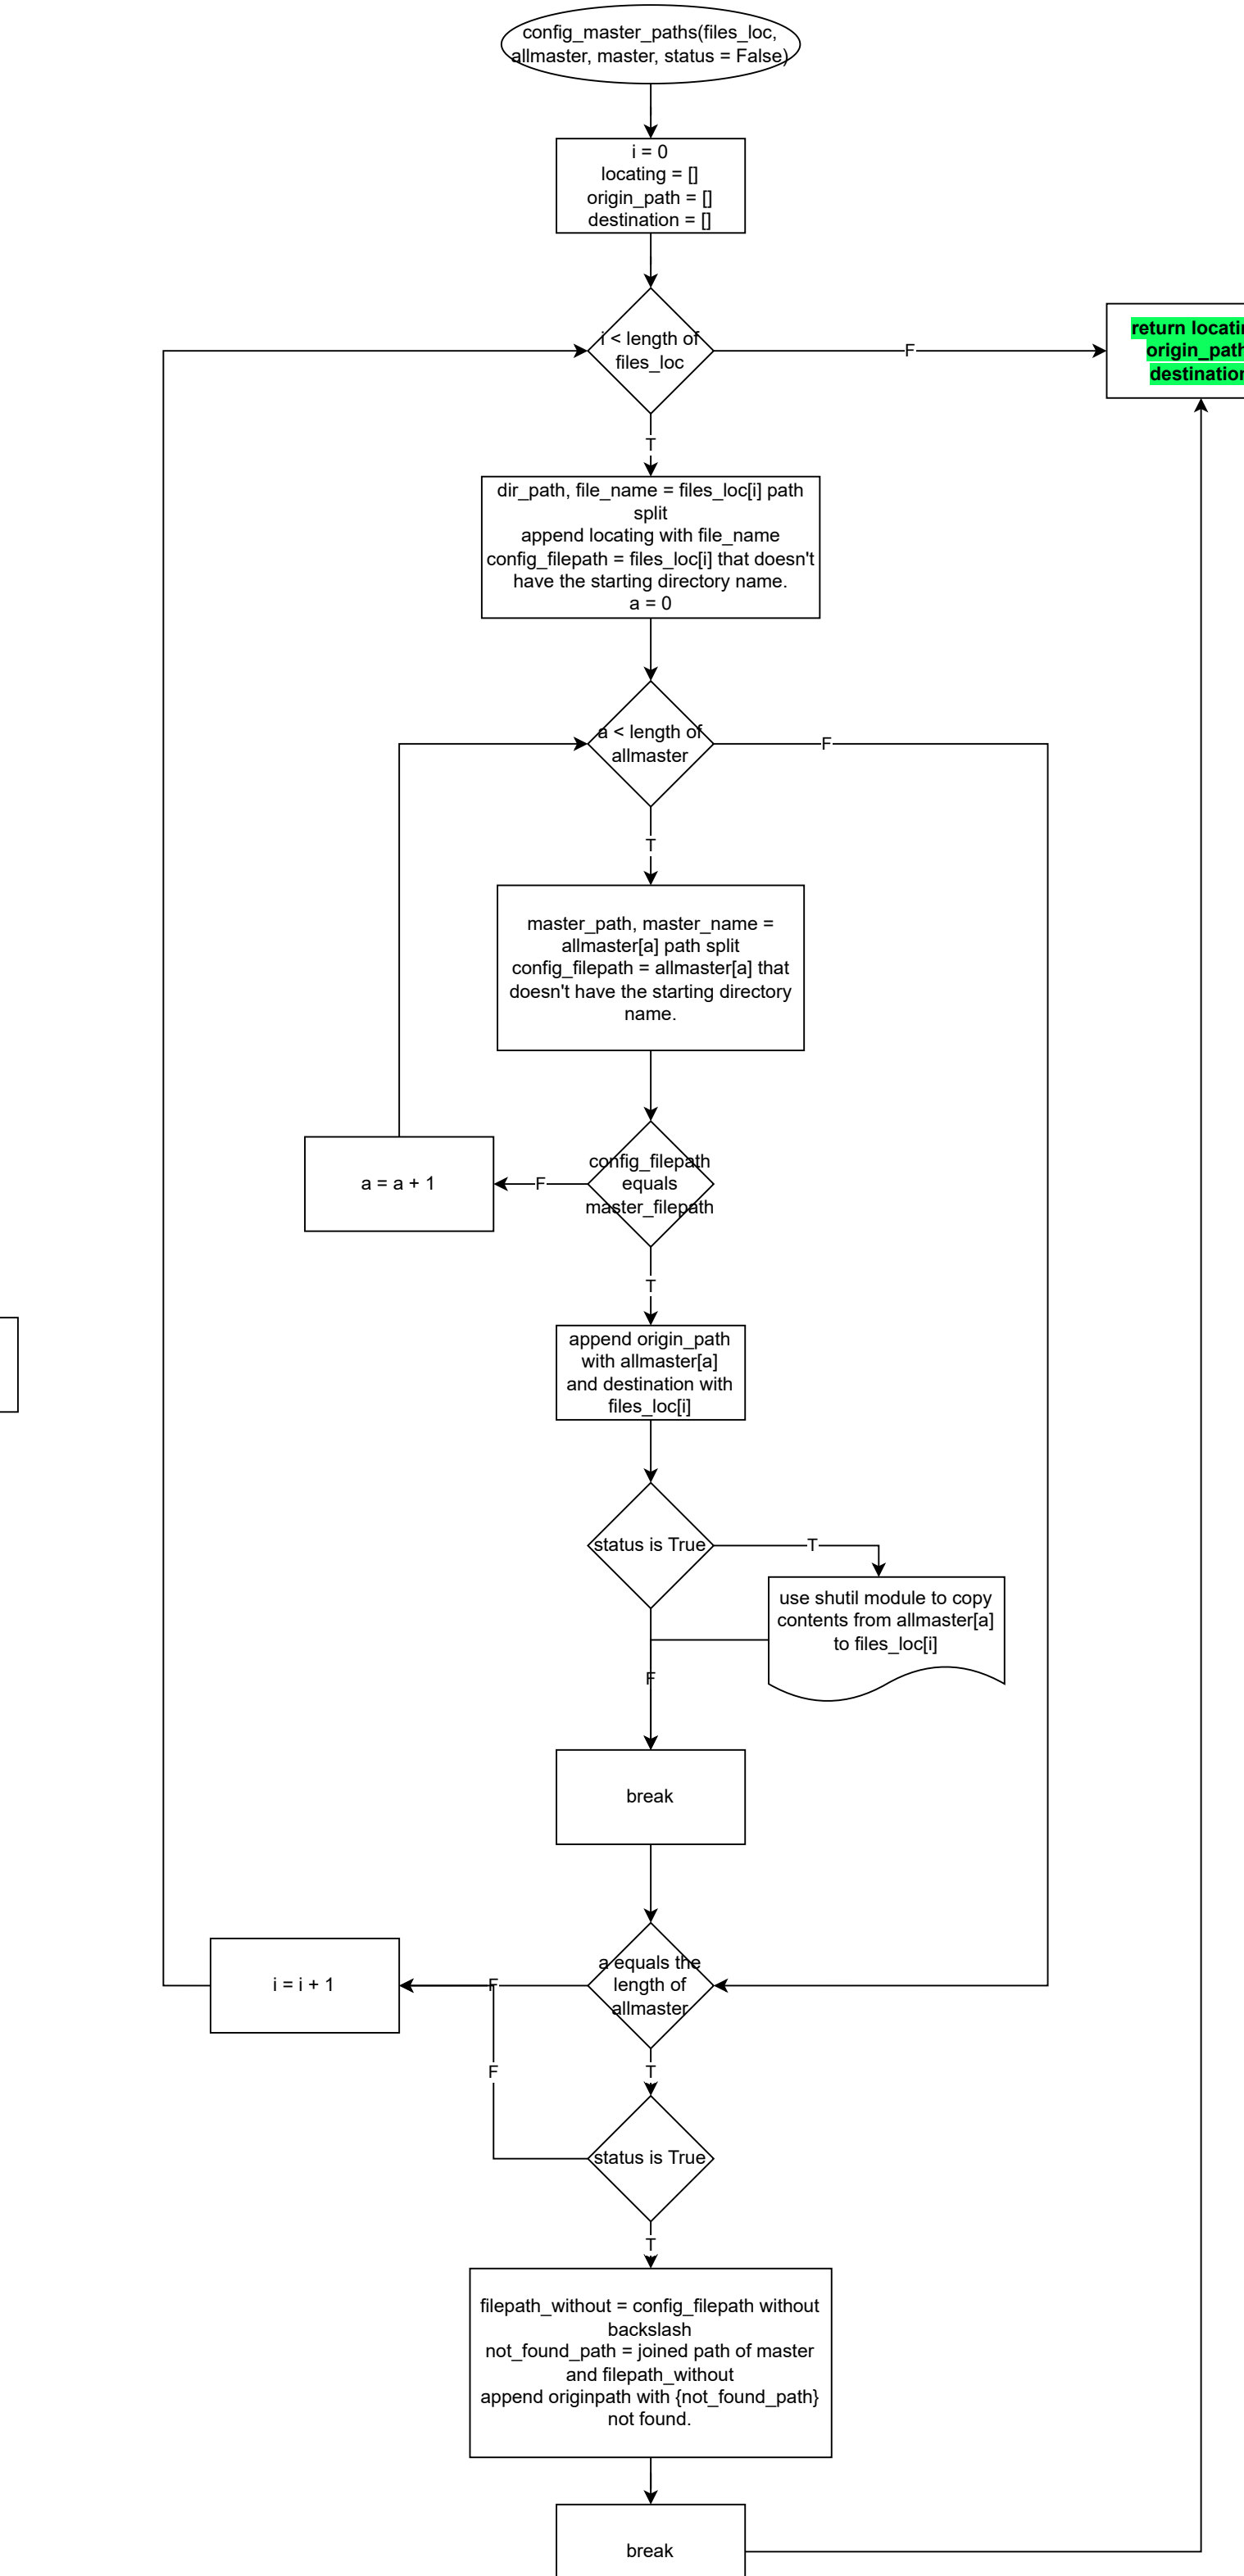 config_master_paths(files_loc,
allmaster, master, status = False)
i = 0
locating = []
origin_path = []
destination = []
i < length of
files_loc
F
return
origin_path
destination
T
dir_path, file_name = files_loc[i] path
split
append locating with file_name
config_filepath = files_loc[i] that doesn't
have the starting directory name.
a = 0
a < length of
allmaster
F
T
master_path, master_name =
allmaster[a] path split
config_filepath = allmaster[a] that
doesn't have the starting directory
name.
config_filepath
equals
master_filepath
F
a = a + 1
T
append origin_path
with allmaster[a]
and destination with
files_loc[i]
status is True
T
use shutil module to copy
contents from allmaster[a]
to files_loc[i]
F
break
a equals the
length of
allmaster
F
i = i + 1
F
T
status is True
T
filepath_without = config_filepath without
backslash
not_found_path = joined path of master
and filepath_without
append originpath with {not_found_path}
not found.
break